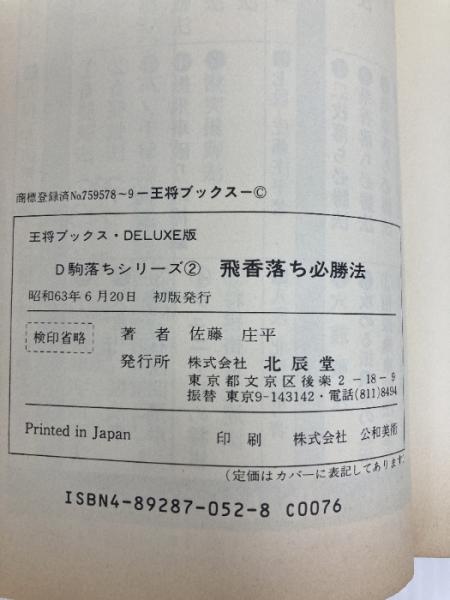 商標登録済No.759578~9-王将ブックス-©
王将ブックス・DELUXE版
D駒落ちシリーズ② 飛香落ち必勝法
昭和63年6月20日 初版発行
検印省略
著者 佐藤 庄平
発行所 株式会社 北辰堂
東京都文京区後楽2-18-9
振替 東京9-143142・電話(811)8494
Printed in Japan 印刷 株式会社 公和美術
(定価はカバーに表記してあります
ISBN4-89287-052-8 C0076